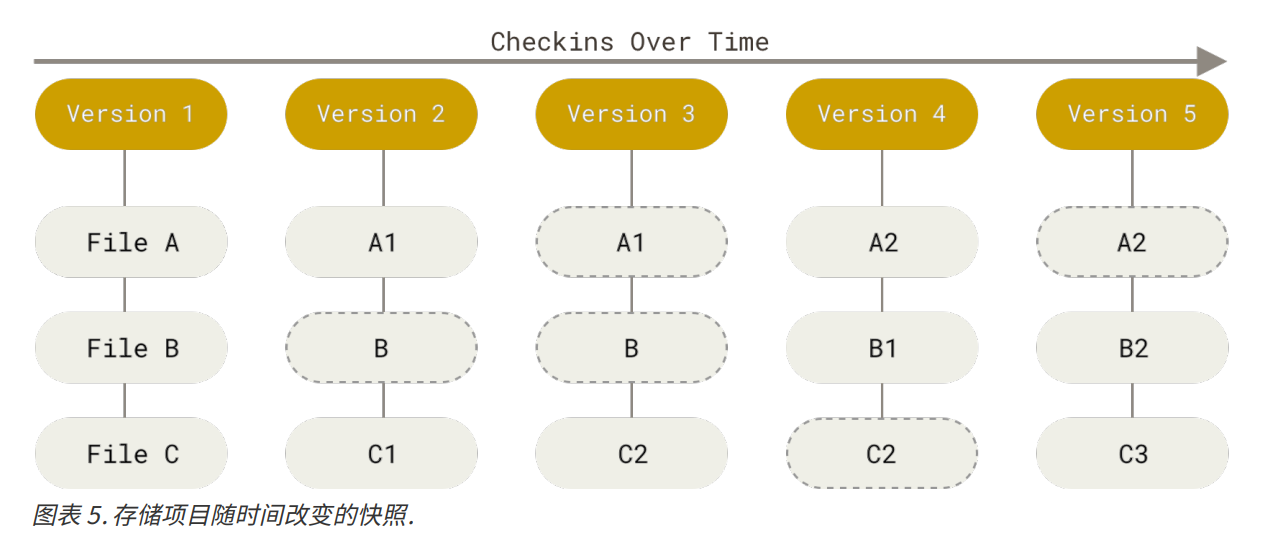 Checkins Over Time
Version 1 Version 2 Version 3 Version 4 Version 5
File A A1 A1 A2 A2
File B B B B1 B2
File C C1 C2 C2 C3
图表 5. 存储项目随时间改变的快照.